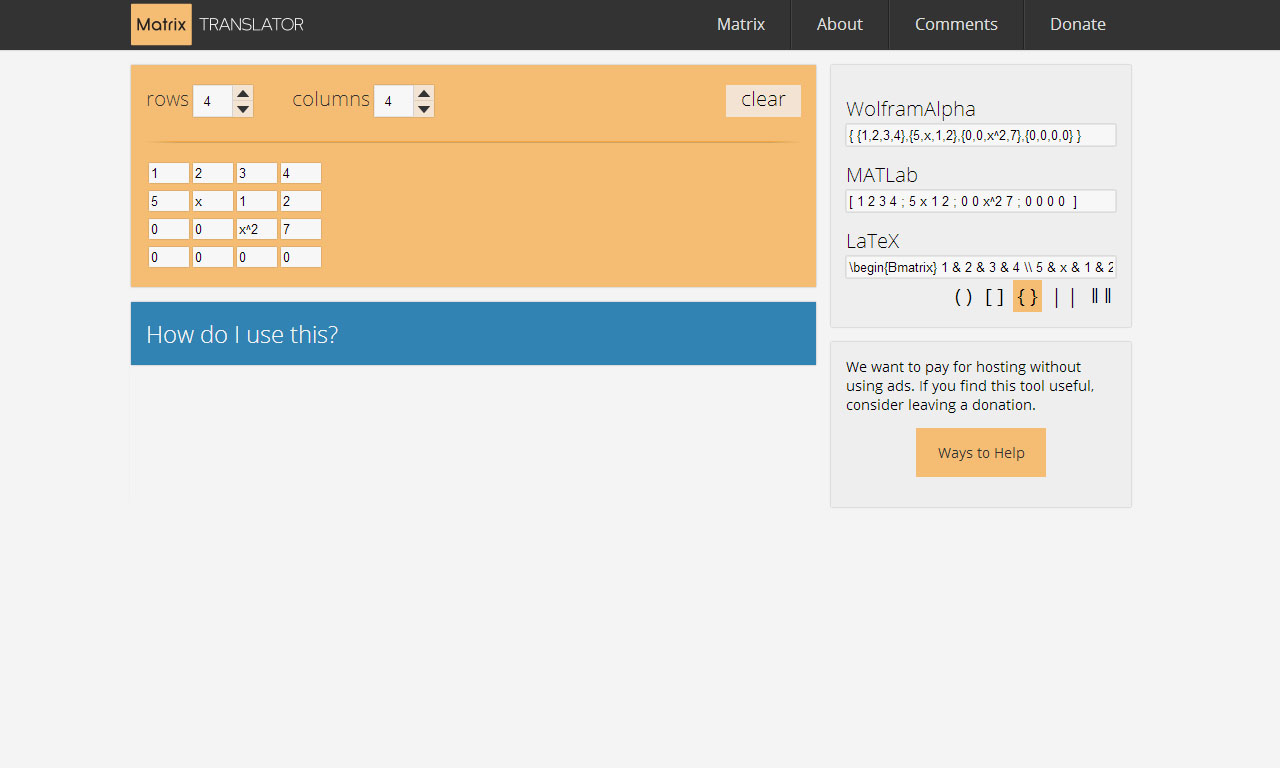 Matrix TRANSLATOR
Matrix About Comments Donate
rows 4 columns 4 clear
1 2 3 4
5 x 1 2
0 0 x^2 7
0 0 0 0
How do I use this?
WolframAlpha
{ {1,2,3,4},{5,x,1,2},{0,0,x^2,7},{0,0,0,0} }
MATLab
[ 1 2 3 4 ; 5 x 1 2 ; 0 0 x^2 7 ; 0 0 0 0 ]
LaTeX
\begin{Bmatrix} 1 & 2 & 3 & 4 \\ 5 & x & 1 & 2
( ) [ ] { } | | ‖ ‖
We want to pay for hosting without
using ads. If you find this tool useful,
consider leaving a donation.
Ways to Help